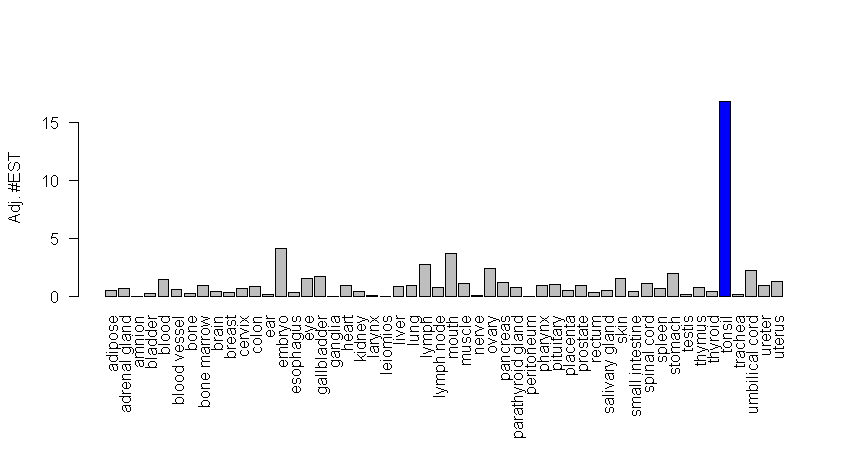 Adj. #EST
15
10
5
0
adipose
adrenal gland
amnion
bladder
blood
blood vessel
bone
bone marrow
brain
breast
cervix
colon
ear
embryo
esophagus
eye
gallbladder
ganglia
heart
kidney
larynx
leiomios
liver
lung
lymph
lymph node
mouth
muscle
nerve
ovary
pancreas
parathyroid gland
peritoneum
pharynx
pituitary
placenta
prostate
rectum
salivary gland
skin
small intestine
spinal cord
spleen
stomach
testis
thymus
thyroid
tonsil
trachea
umbilical cord
ureter
uterus